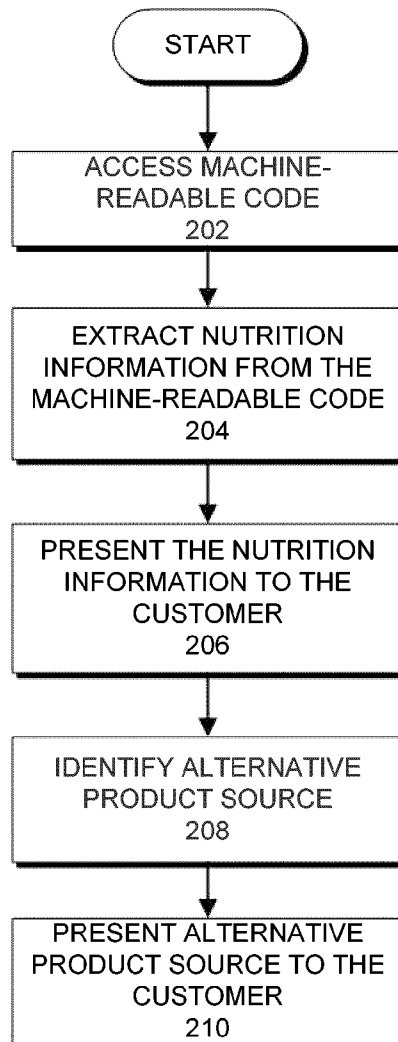 START
ACCESS MACHINE-
READABLE CODE
202
EXTRACT NUTRITION
INFORMATION FROM THE
MACHINE-READABLE CODE
204
PRESENT THE NUTRITION
INFORMATION TO THE
CUSTOMER
206
IDENTIFY ALTERNATIVE
PRODUCT SOURCE
208
PRESENT ALTERNATIVE
PRODUCT SOURCE TO THE
CUSTOMER
210